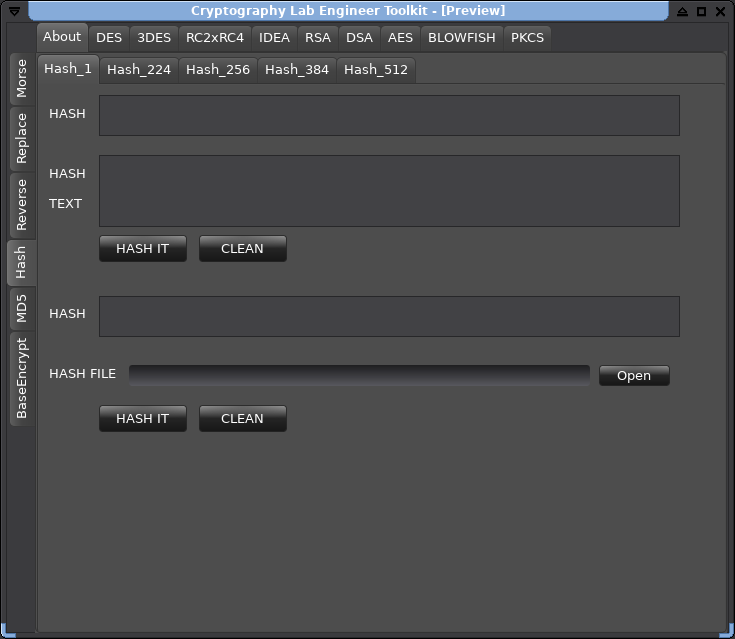 Cryptography Lab Engineer Toolkit - [Preview]
About DES 3DES RC2xRC4 IDEA RSA DSA AES BLOWFISH PKCS
Hash_1 Hash_224 Hash_256 Hash_384 Hash_512
Morse
Replace
Reverse
Hash
MD5
BaseEncrypt
HASH
HASH
TEXT
HASH IT CLEAN
HASH
HASH FILE Open
HASH IT CLEAN